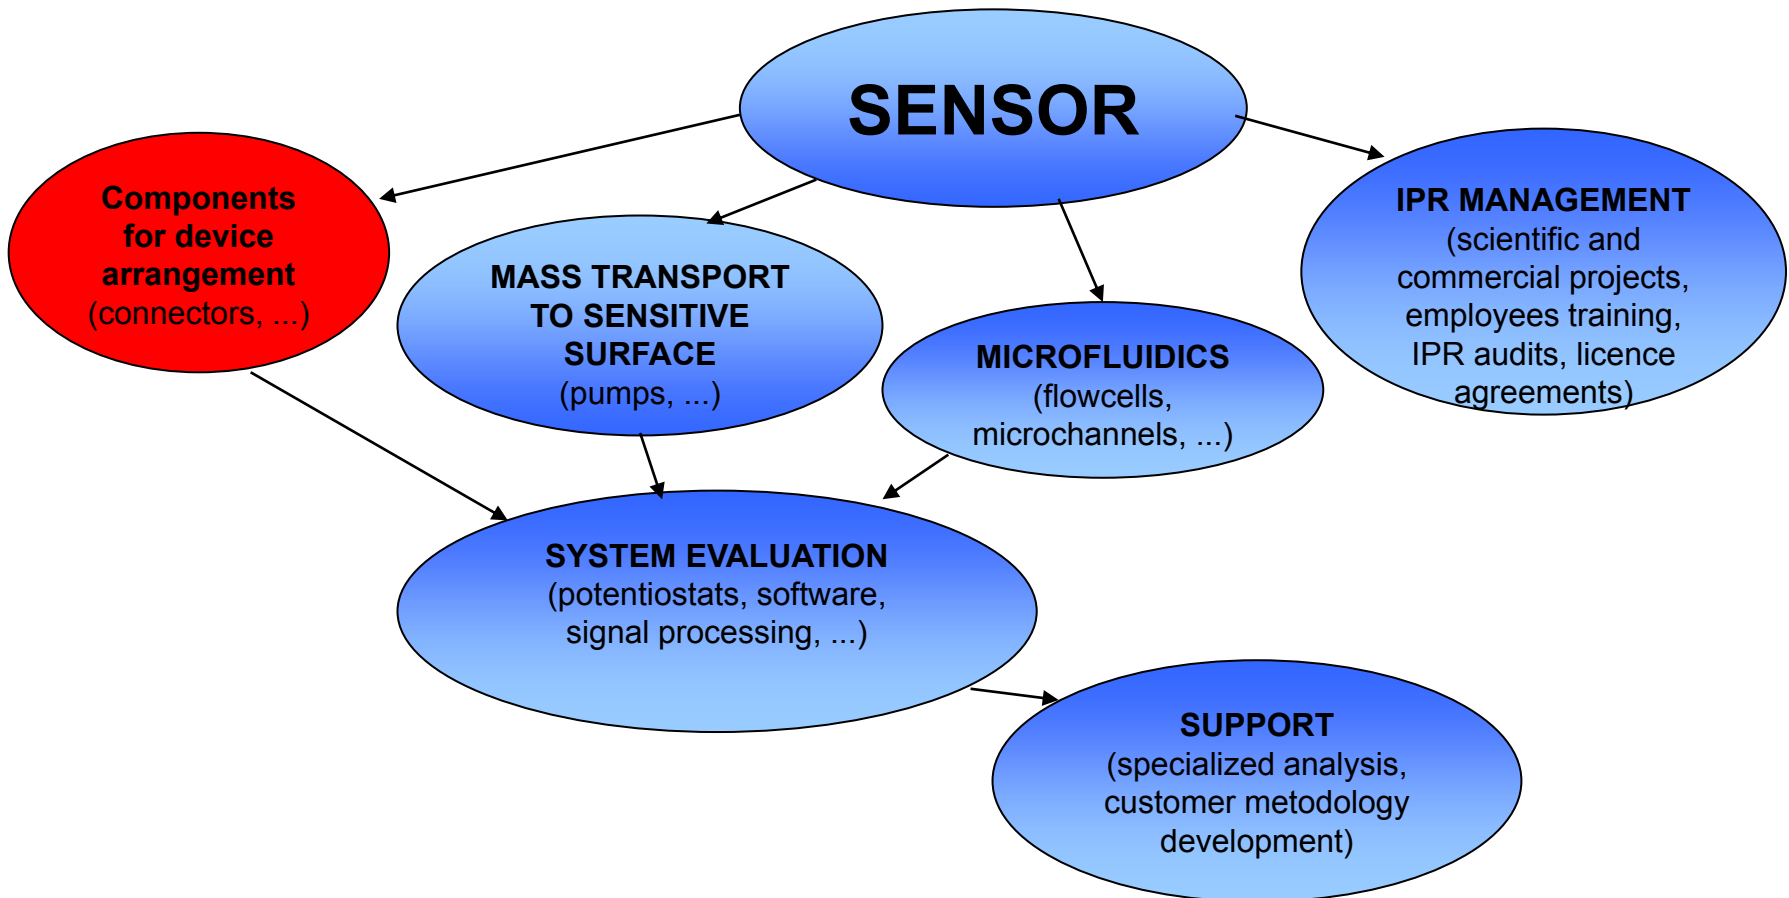 SENSOR
Components
for device
arrangement
(connectors, ...)
MASS TRANSPORT
TO SENSITIVE
SURFACE
(pumps, ...)
MICROFLUIDICS
(flowcells,
microchannels, ...)
IPR MANAGEMENT
(scientific and
commercial projects,
employees training,
IPR audits, licence
agreements)
SYSTEM EVALUATION
(potentiostats, software,
signal processing, ...)
SUPPORT
(specialized analysis,
customer metodology
development)